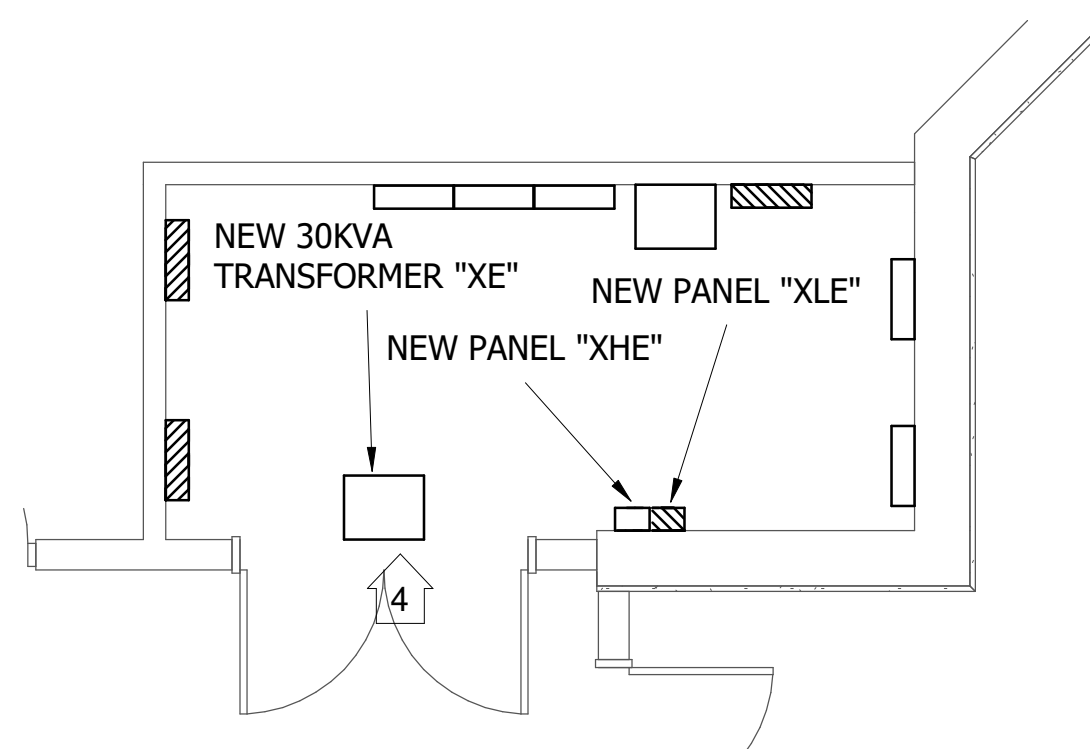 NEW 30KVA
TRANSFORMER "XE"
NEW PANEL "XLE"
NEW PANEL "XHE"
4